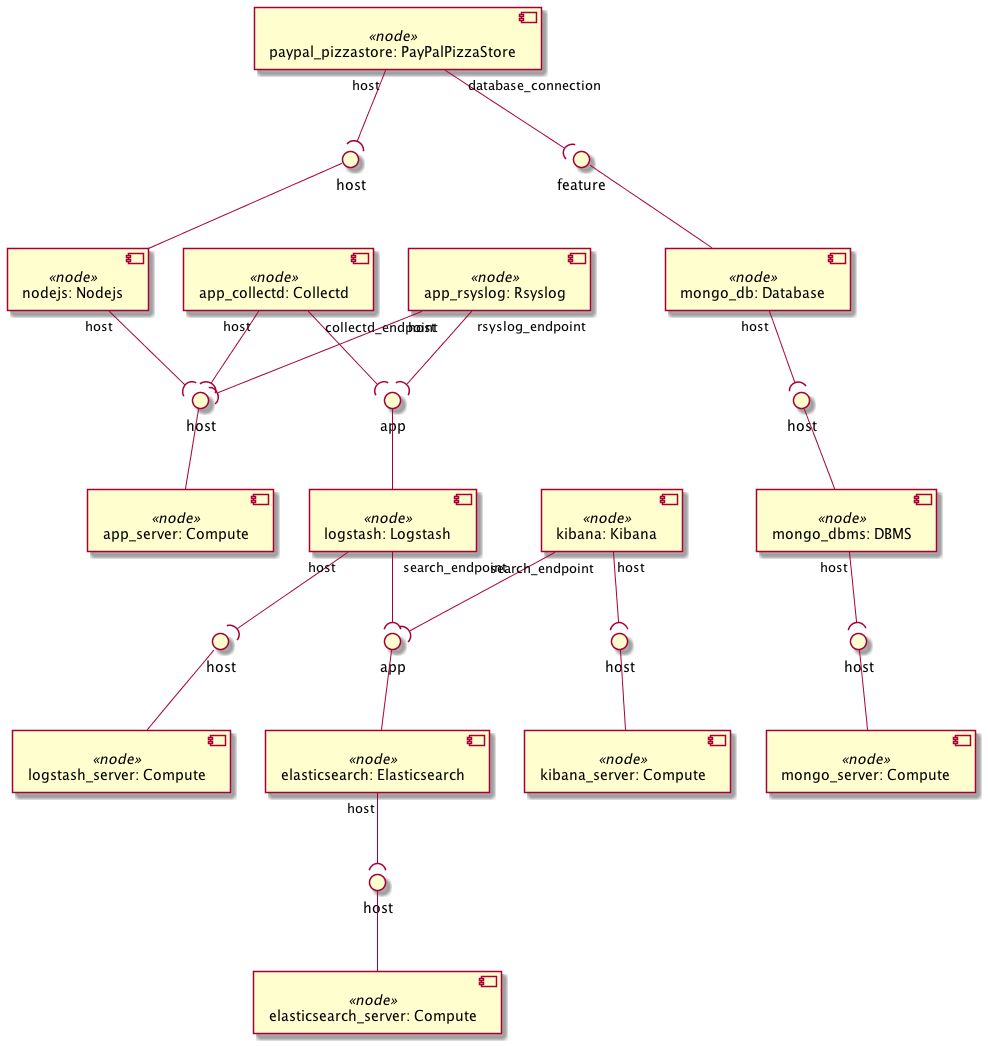 «node»
paypal_pizzastore: PayPalPizzaStore
host
database_connection
host
feature
«node»
nodejs: Nodejs
«node»
app_collectd: Collectd
«node»
app_rsyslog: Rsyslog
«node»
mongo_db: Database
host
host
collectd_endpoint
host
rsyslog_endpoint
host
host
app
host
«node»
app_server: Compute
«node»
logstash: Logstash
«node»
kibana: Kibana
«node»
mongo_dbms: DBMS
host
search_endpoint
search_endpoint
host
host
host
app
host
host
«node»
logstash_server: Compute
«node»
elasticsearch: Elasticsearch
«node»
kibana_server: Compute
«node»
mongo_server: Compute
host
host
«node»
elasticsearch_server: Compute